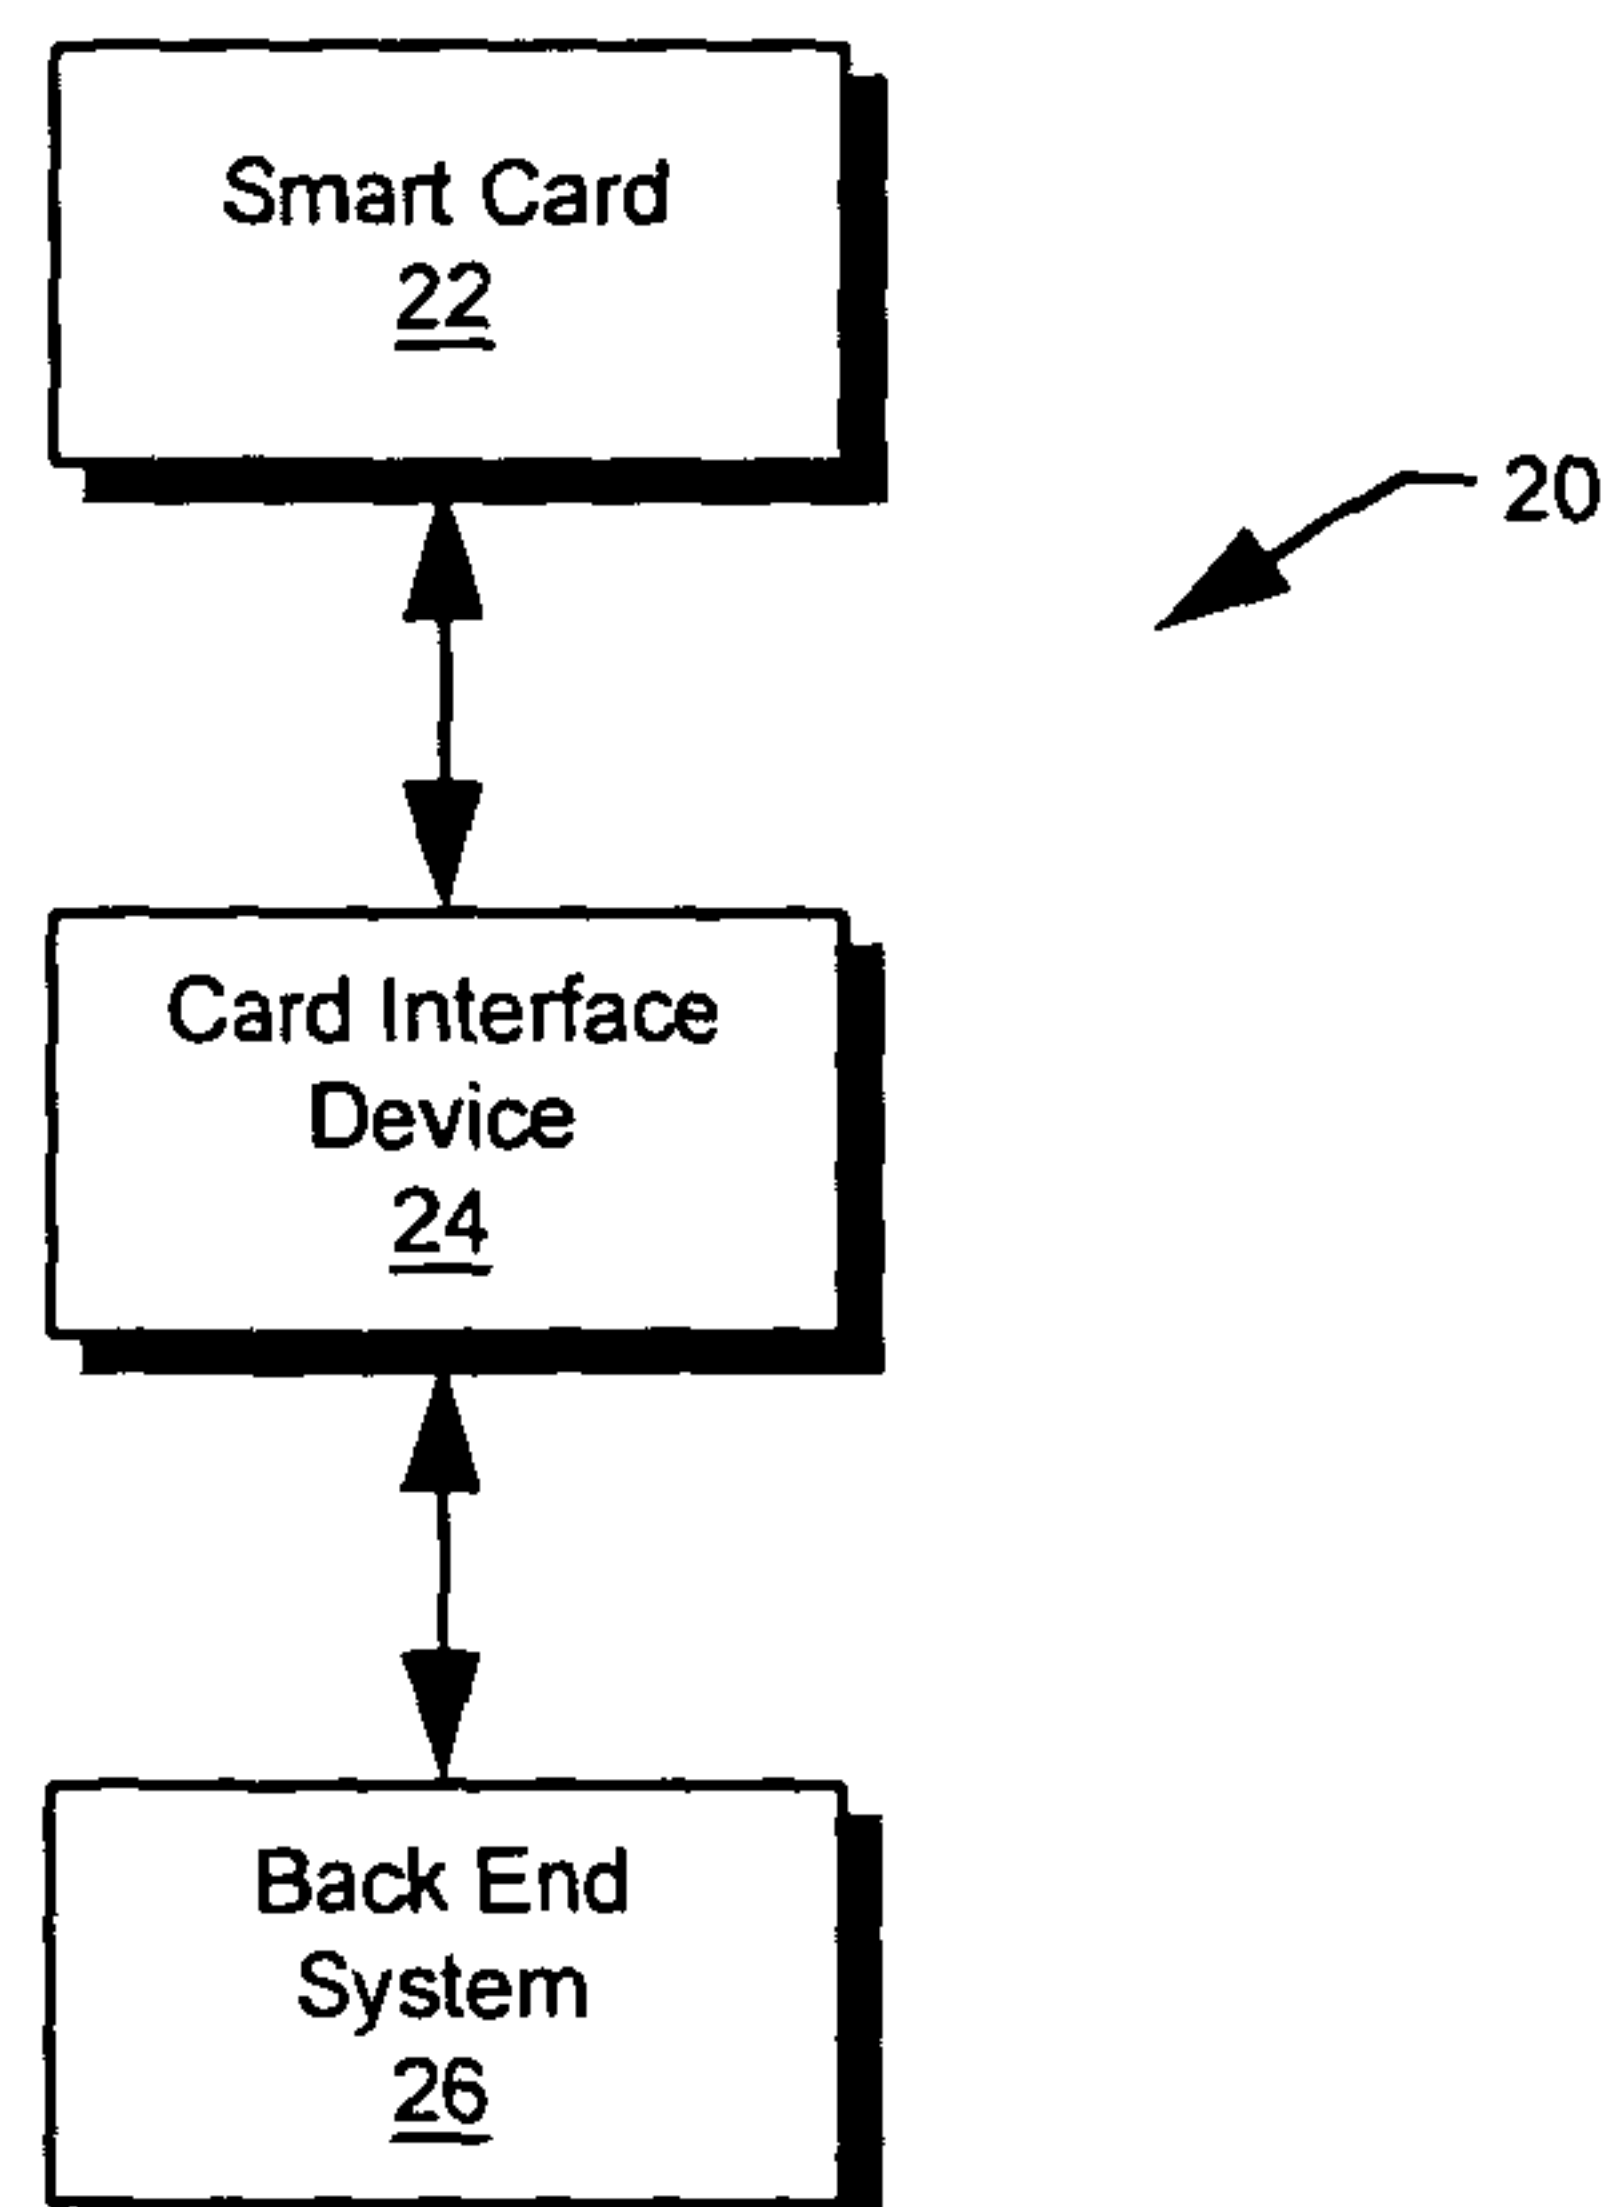 Smart Card
22
20
Card Interface
Device
24
Back End
System
26